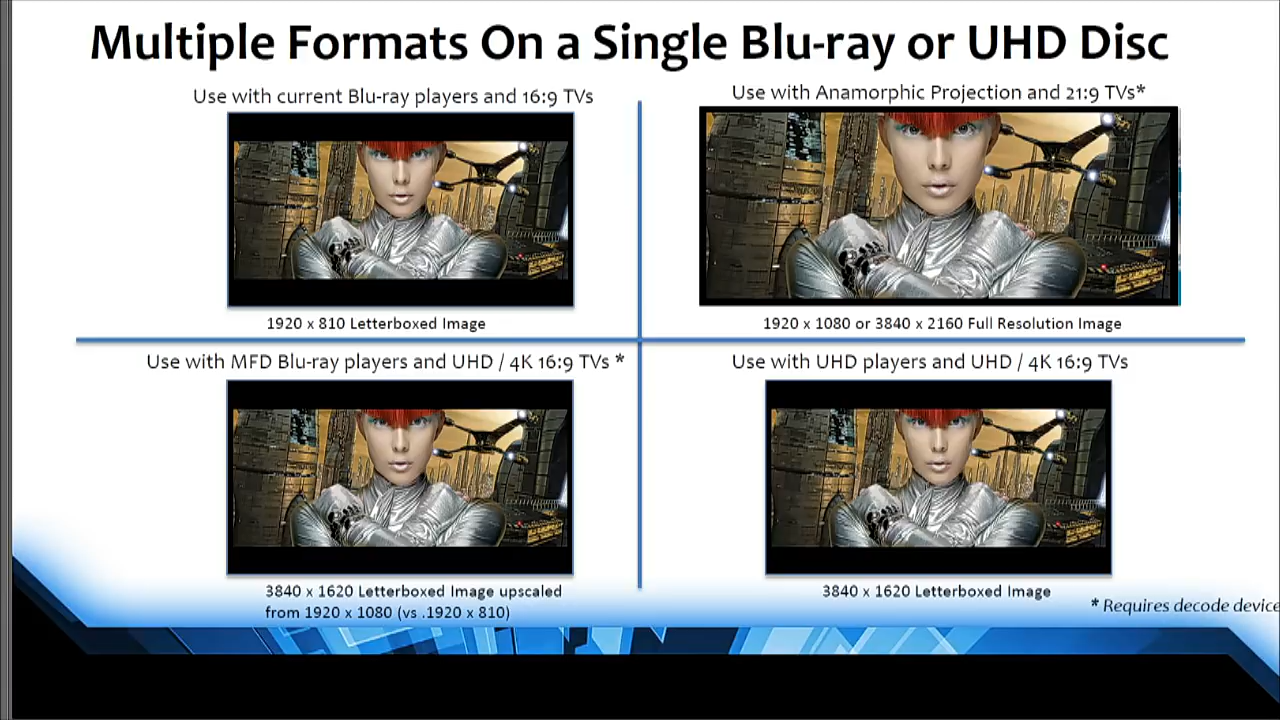 Multiple Formats On a Single Blu-ray or UHD Disc
Use with current Blu-ray players and 16:9 TVs
Use with Anamorphic Projection and 21:9 TVs*
1920 x 810 Letterboxed Image
1920 x 1080 or 3840 x 2160 Full Resolution Image
Use with MFD Blu-ray players and UHD / 4K 16:9 TVs *
Use with UHD players and UHD / 4K 16:9 TVs
3840 x 1620 Letterboxed Image upscaled
from 1920 x 1080 (vs .1920 x 810)
3840 x 1620 Letterboxed Image
* Requires decode device